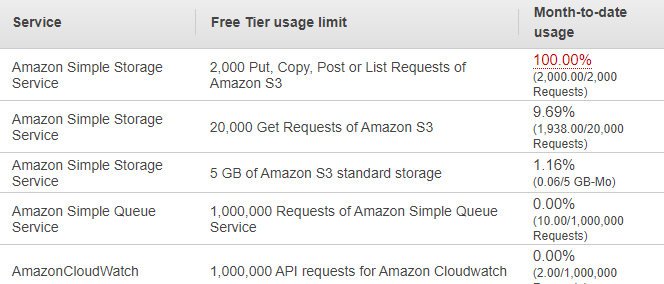 Service Free Tier usage limit Month-to-date
usage
Amazon Simple Storage
Service
2,000 Put, Copy, Post or List Requests of
Amazon S3
100.00%
(2,000.00/2,000
Requests)
Amazon Simple Storage
Service
20,000 Get Requests of Amazon S3
9.69%
(1,938.00/20,000
Requests)
Amazon Simple Storage
Service
5 GB of Amazon S3 standard storage
1.16%
(0.06/5 GB-Mo)
Amazon Simple Queue
Service
1,000,000 Requests of Amazon Simple Queue
Service
0.00%
(10.00/1,000,000
Requests)
AmazonCloudWatch
1,000,000 API requests for Amazon Cloudwatch
0.00%
(2.00/1,000,000